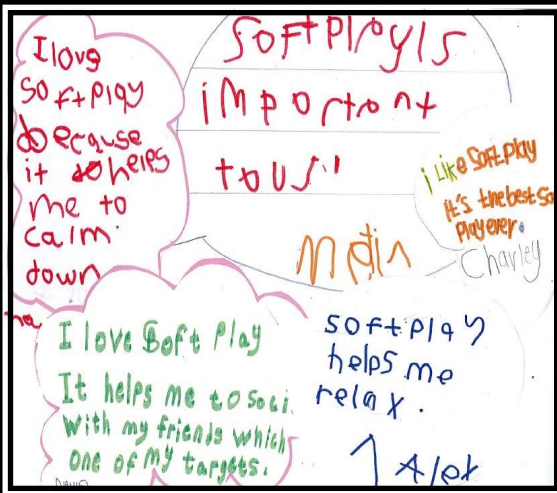 I love
soft play
because
it helps
me to
calm
down
Soft Play is
important
to us!!
i Like Soft Play
It's the best So
Play ever.
Charley
I love Soft Play
It helps me to soci
with my friends which
one of my targets.
soft play
helps me
relax.
Alex